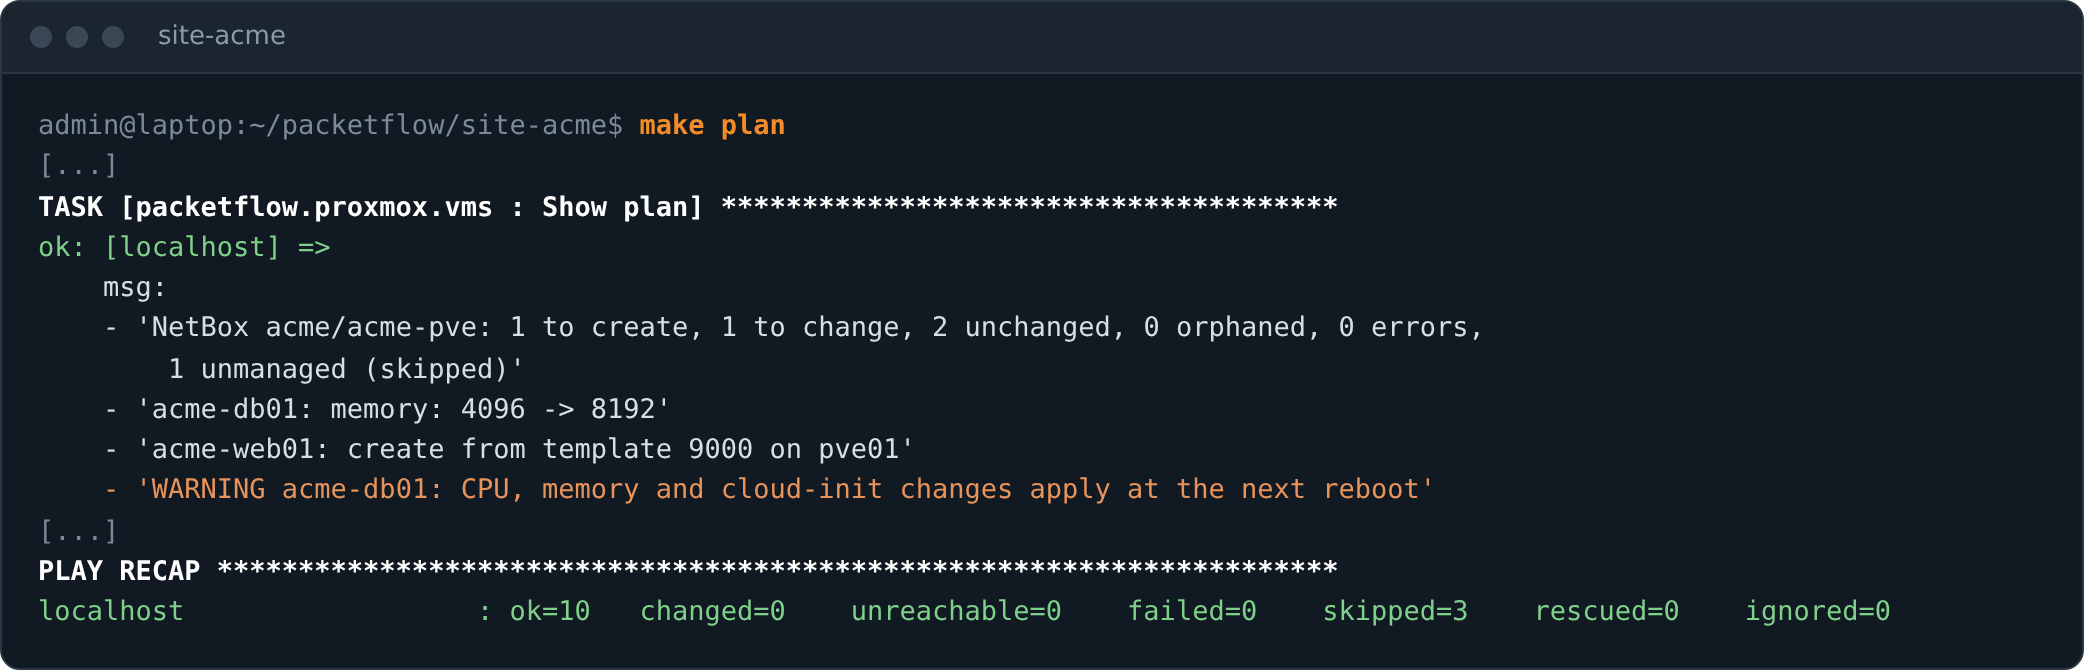 site-acme
admin@laptop:~/packetflow/site-acme$ make plan
[...]
TASK [packetflow.proxmox.vms : Show plan] **************************************
ok: [localhost] =>
    msg:
    - 'NetBox acme/acme-pve: 1 to create, 1 to change, 2 unchanged, 0 orphaned, 0 errors,
        1 unmanaged (skipped)'
    - 'acme-db01: memory: 4096 -> 8192'
    - 'acme-web01: create from template 9000 on pve01'
    - 'WARNING acme-db01: CPU, memory and cloud-init changes apply at the next reboot'
[...]
PLAY RECAP *********************************************************************
localhost                  : ok=10   changed=0    unreachable=0    failed=0    skipped=3    rescued=0    ignored=0